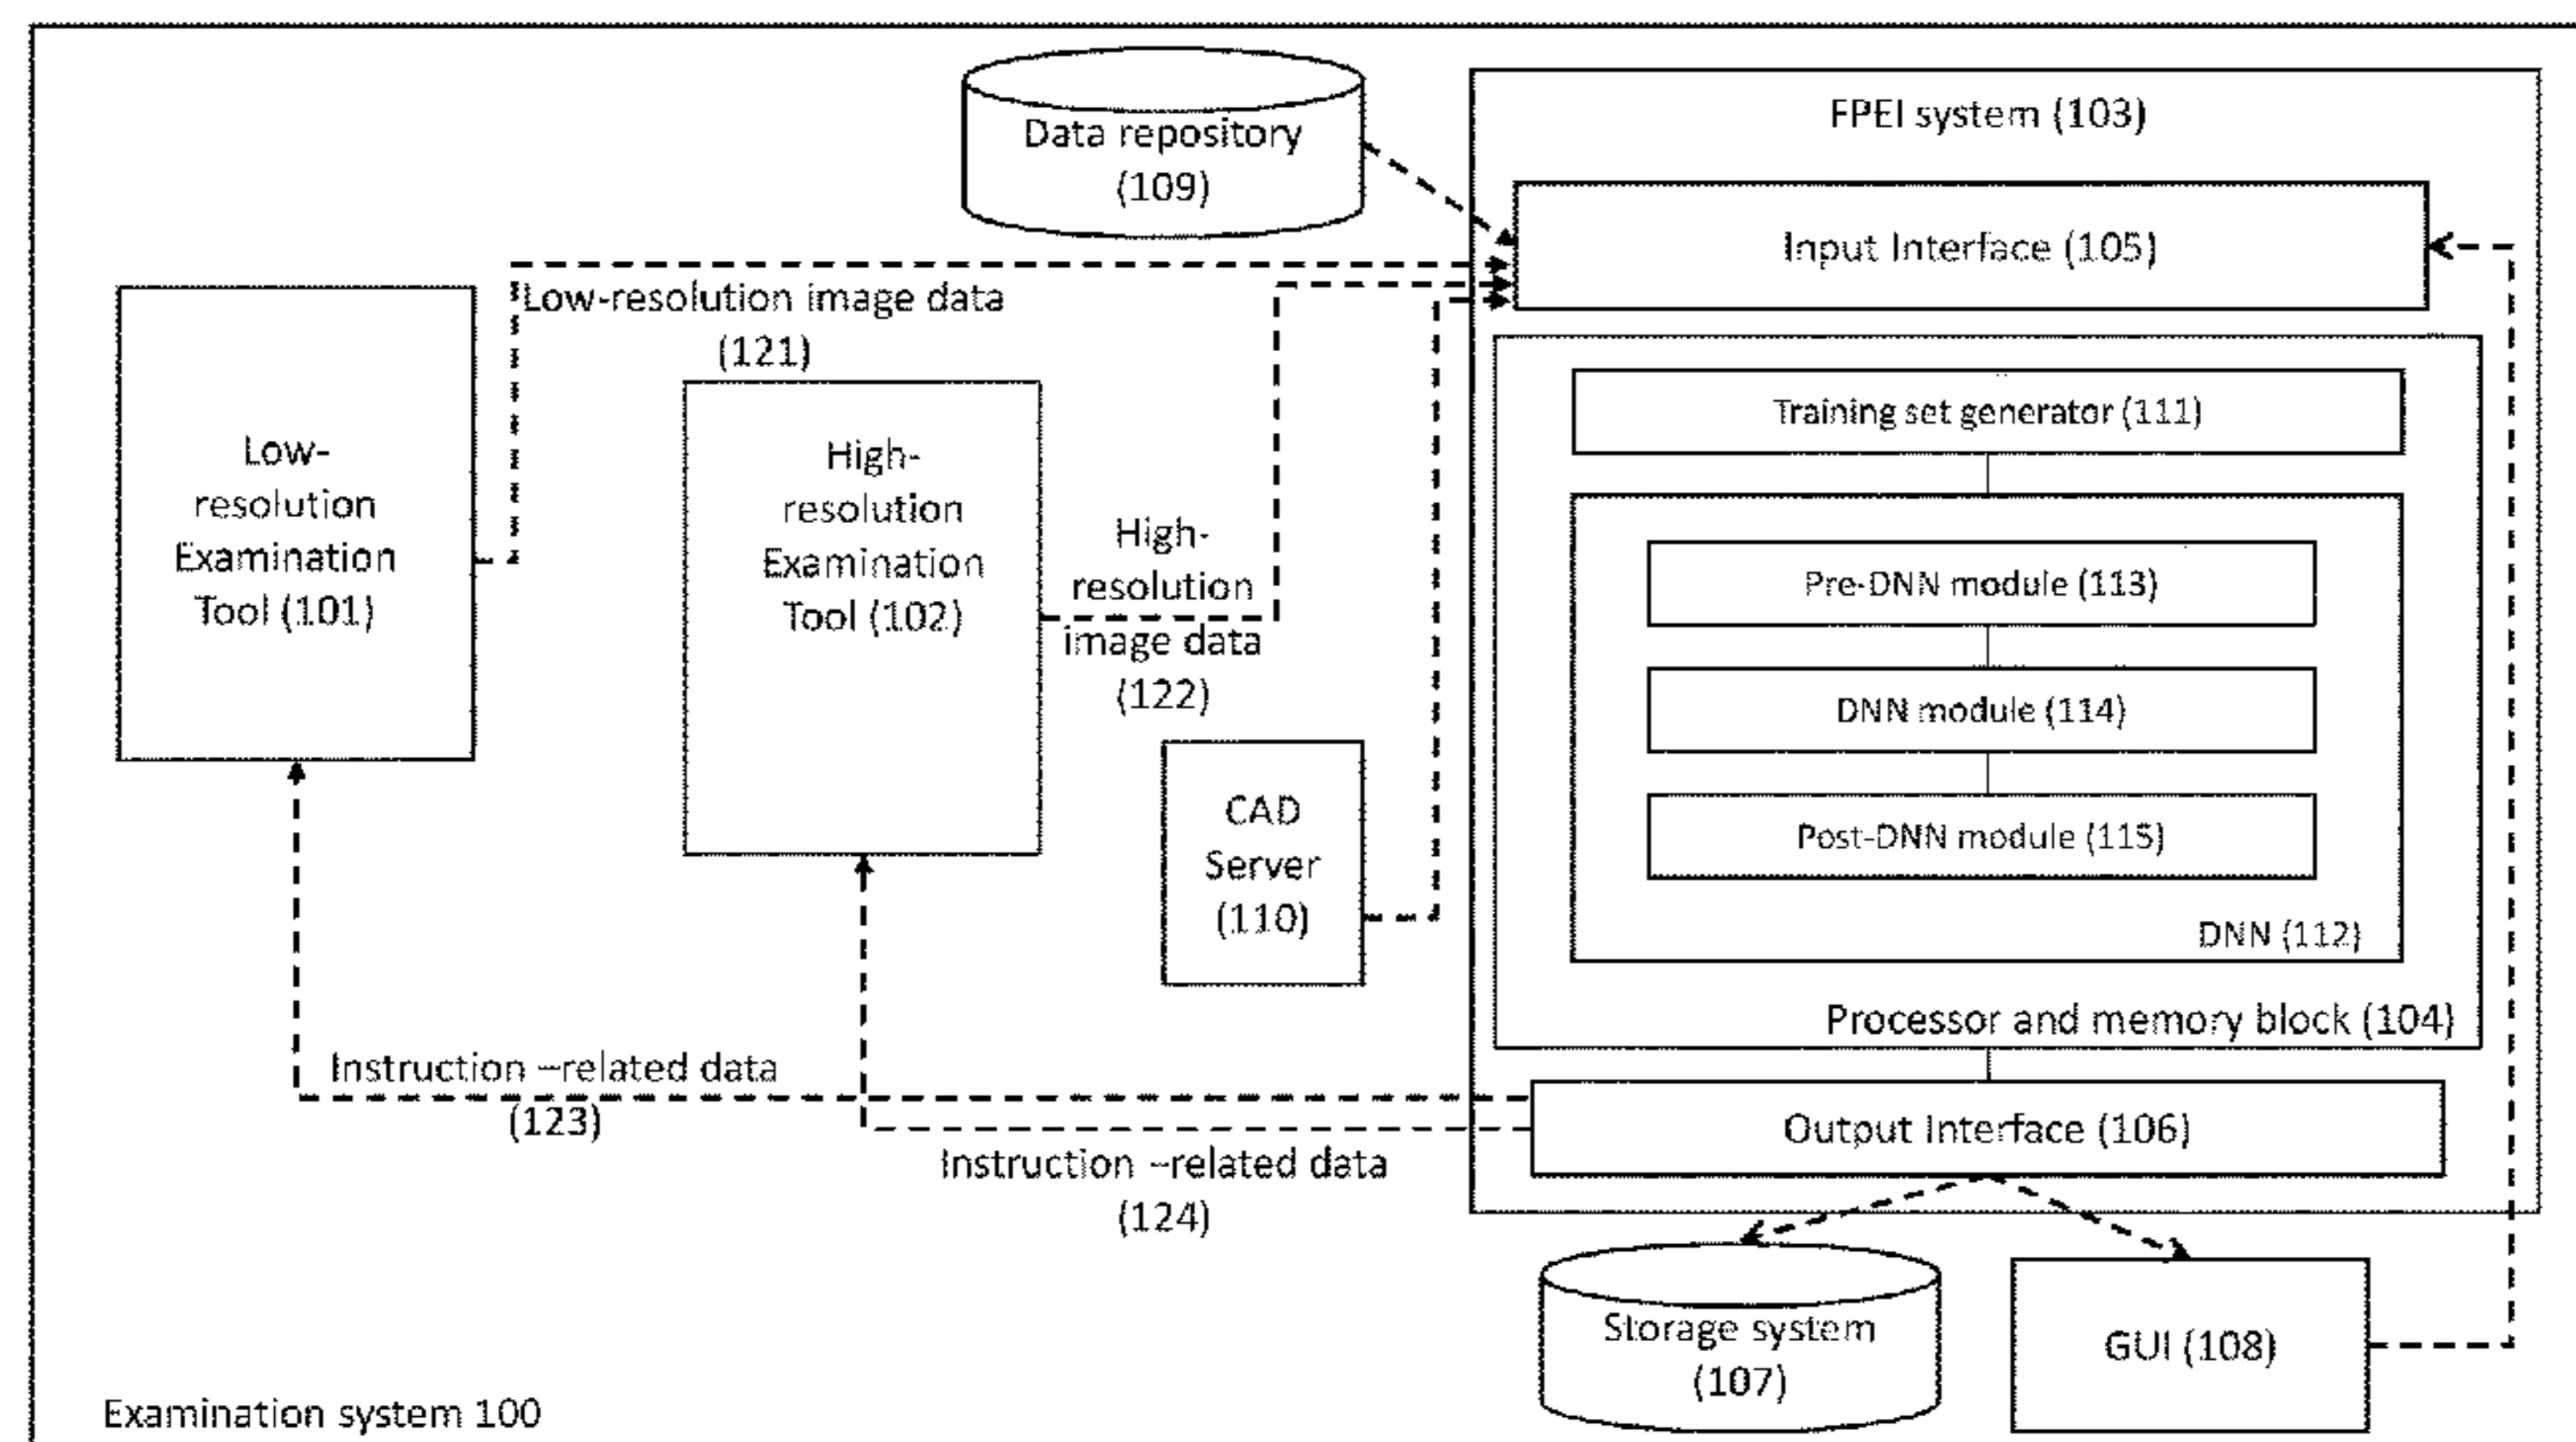 Data repository
(109)
FPEI system (103)
Input Interface (105)
Low-resolution image data
(121)
Low-
resolution
Examination
Tool (101)
High-
resolution
Examination
Tool (102)
High-
resolution
image data
(122)
CAD
Server
(110)
Training set generator (111)
Pre-DNN module (113)
DNN module (114)
Post-DNN module (115)
DNN (112)
Processor and memory block (104)
Instruction –related data
(123)
Instruction –related data
(124)
Output Interface (106)
Storage system
(107)
GUI (108)
Examination system 100